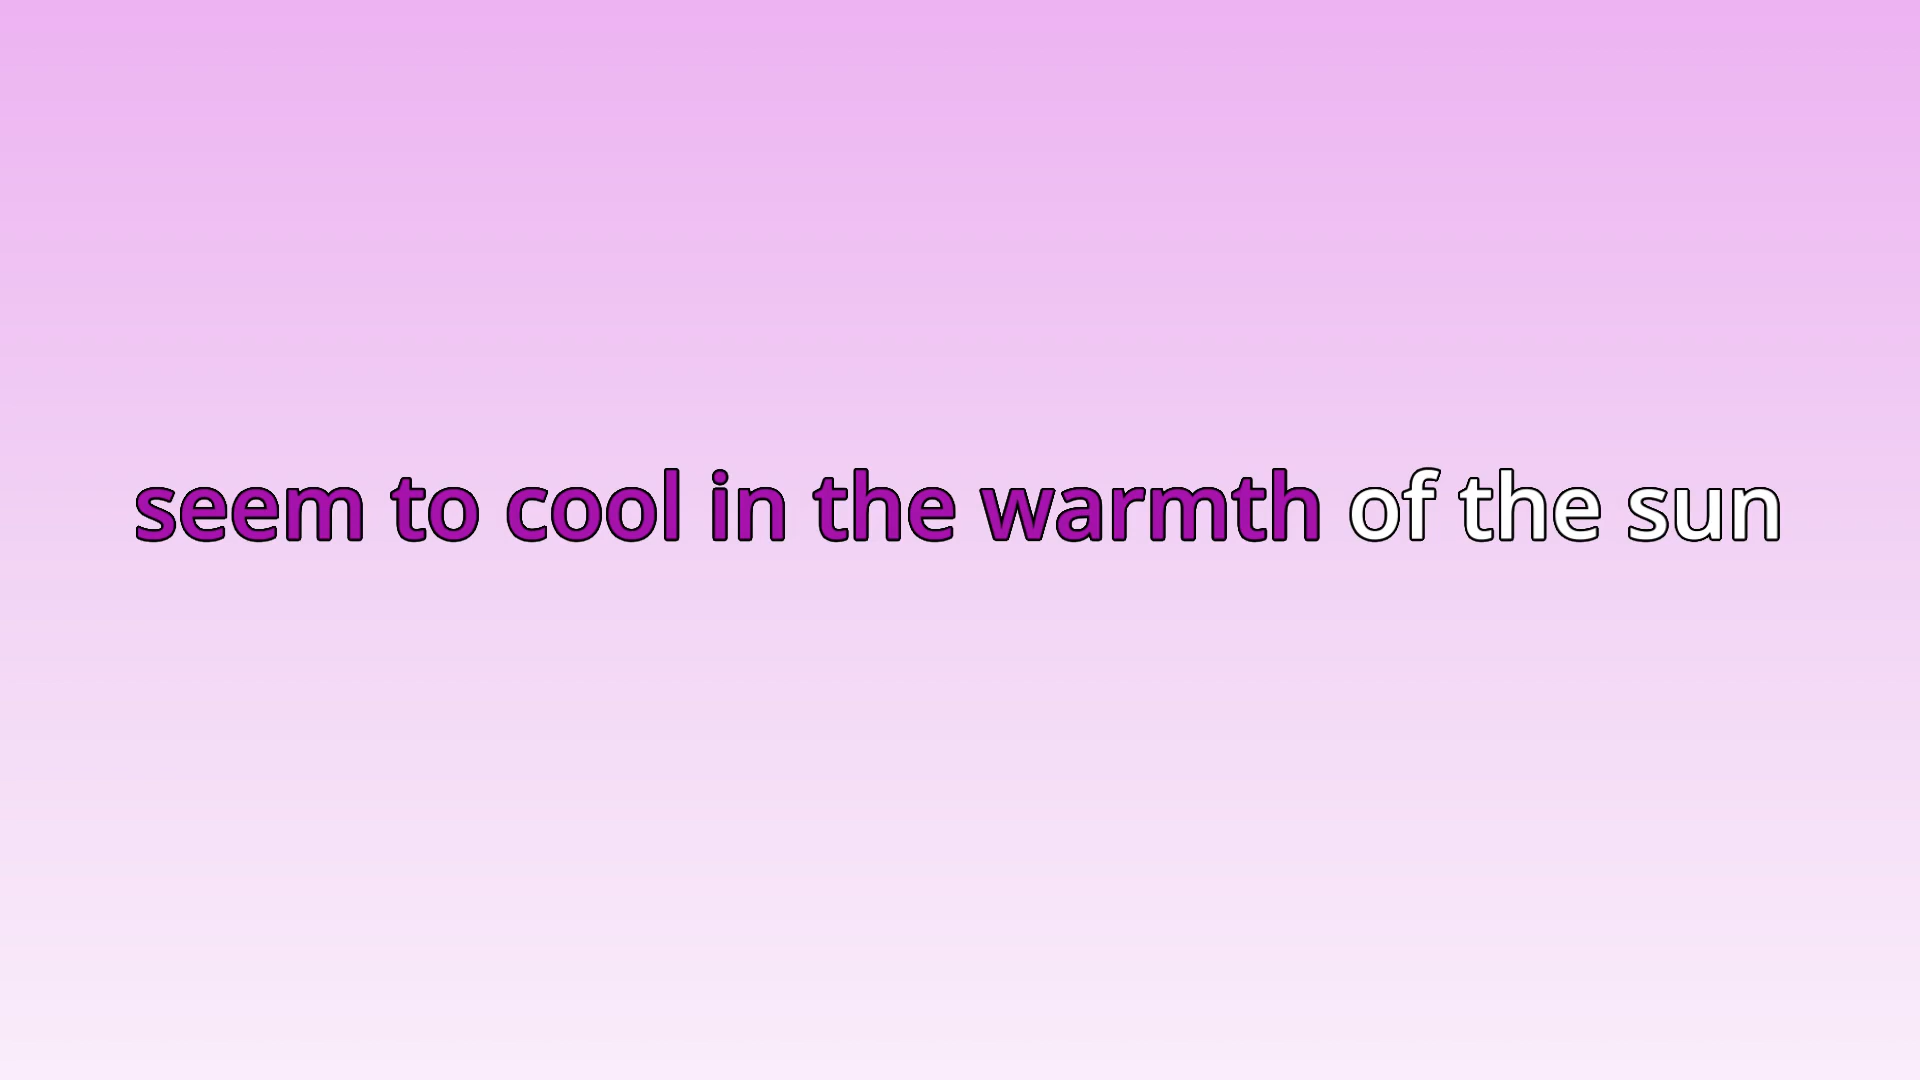 seem to cool in the warmth of the sun